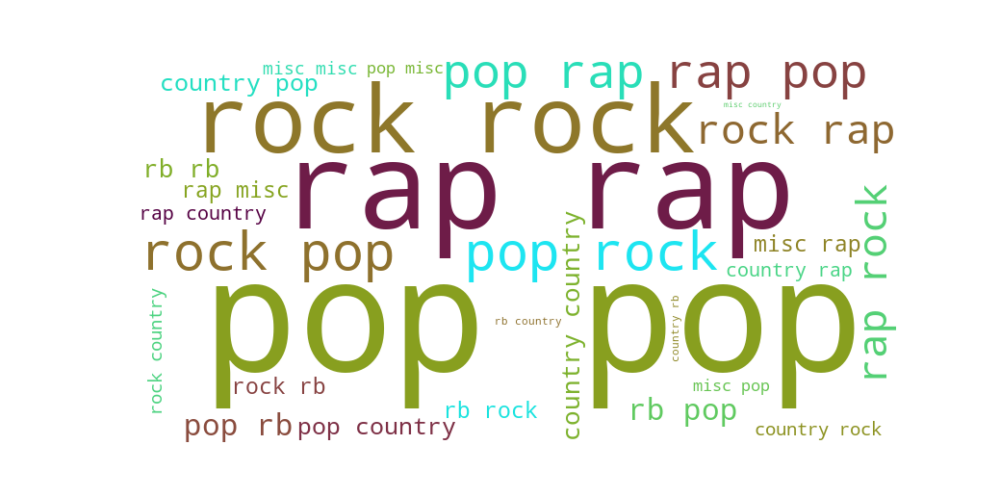 misc misc
pop misc
pop rap
rap pop
country pop
rock rock
misc country
rock rap
rb rb
rap rap
rap misc
rap country
rock pop
pop rock
misc rap
country rap
rap rock
pop pop
rock country
rb country
country country
country rb
rock rb
misc pop
rb rock
rb pop
pop rb
pop country
country rock